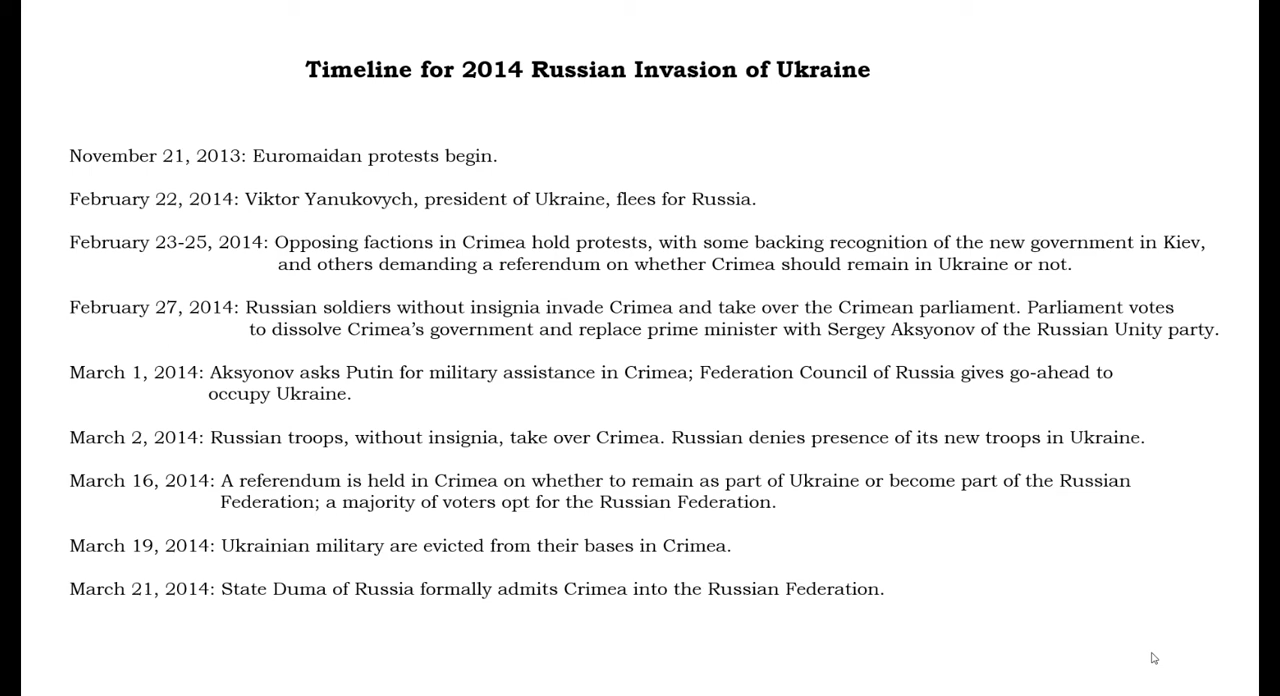 Timeline for 2014 Russian Invasion of Ukraine
November 21, 2013: Euromaidan protests begin.
February 22, 2014: Viktor Yanukovych, president of Ukraine, flees for Russia.
February 23-25, 2014: Opposing factions in Crimea hold protests, with some backing recognition of the new government in Kiev,
and others demanding a referendum on whether Crimea should remain in Ukraine or not.
February 27, 2014: Russian soldiers without insignia invade Crimea and take over the Crimean parliament. Parliament votes
to dissolve Crimea’s government and replace prime minister with Sergey Aksyonov of the Russian Unity party.
March 1, 2014: Aksyonov asks Putin for military assistance in Crimea; Federation Council of Russia gives go-ahead to
occupy Ukraine.
March 2, 2014: Russian troops, without insignia, take over Crimea. Russian denies presence of its new troops in Ukraine.
March 16, 2014: A referendum is held in Crimea on whether to remain as part of Ukraine or become part of the Russian
Federation; a majority of voters opt for the Russian Federation.
March 19, 2014: Ukrainian military are evicted from their bases in Crimea.
March 21, 2014: State Duma of Russia formally admits Crimea into the Russian Federation.